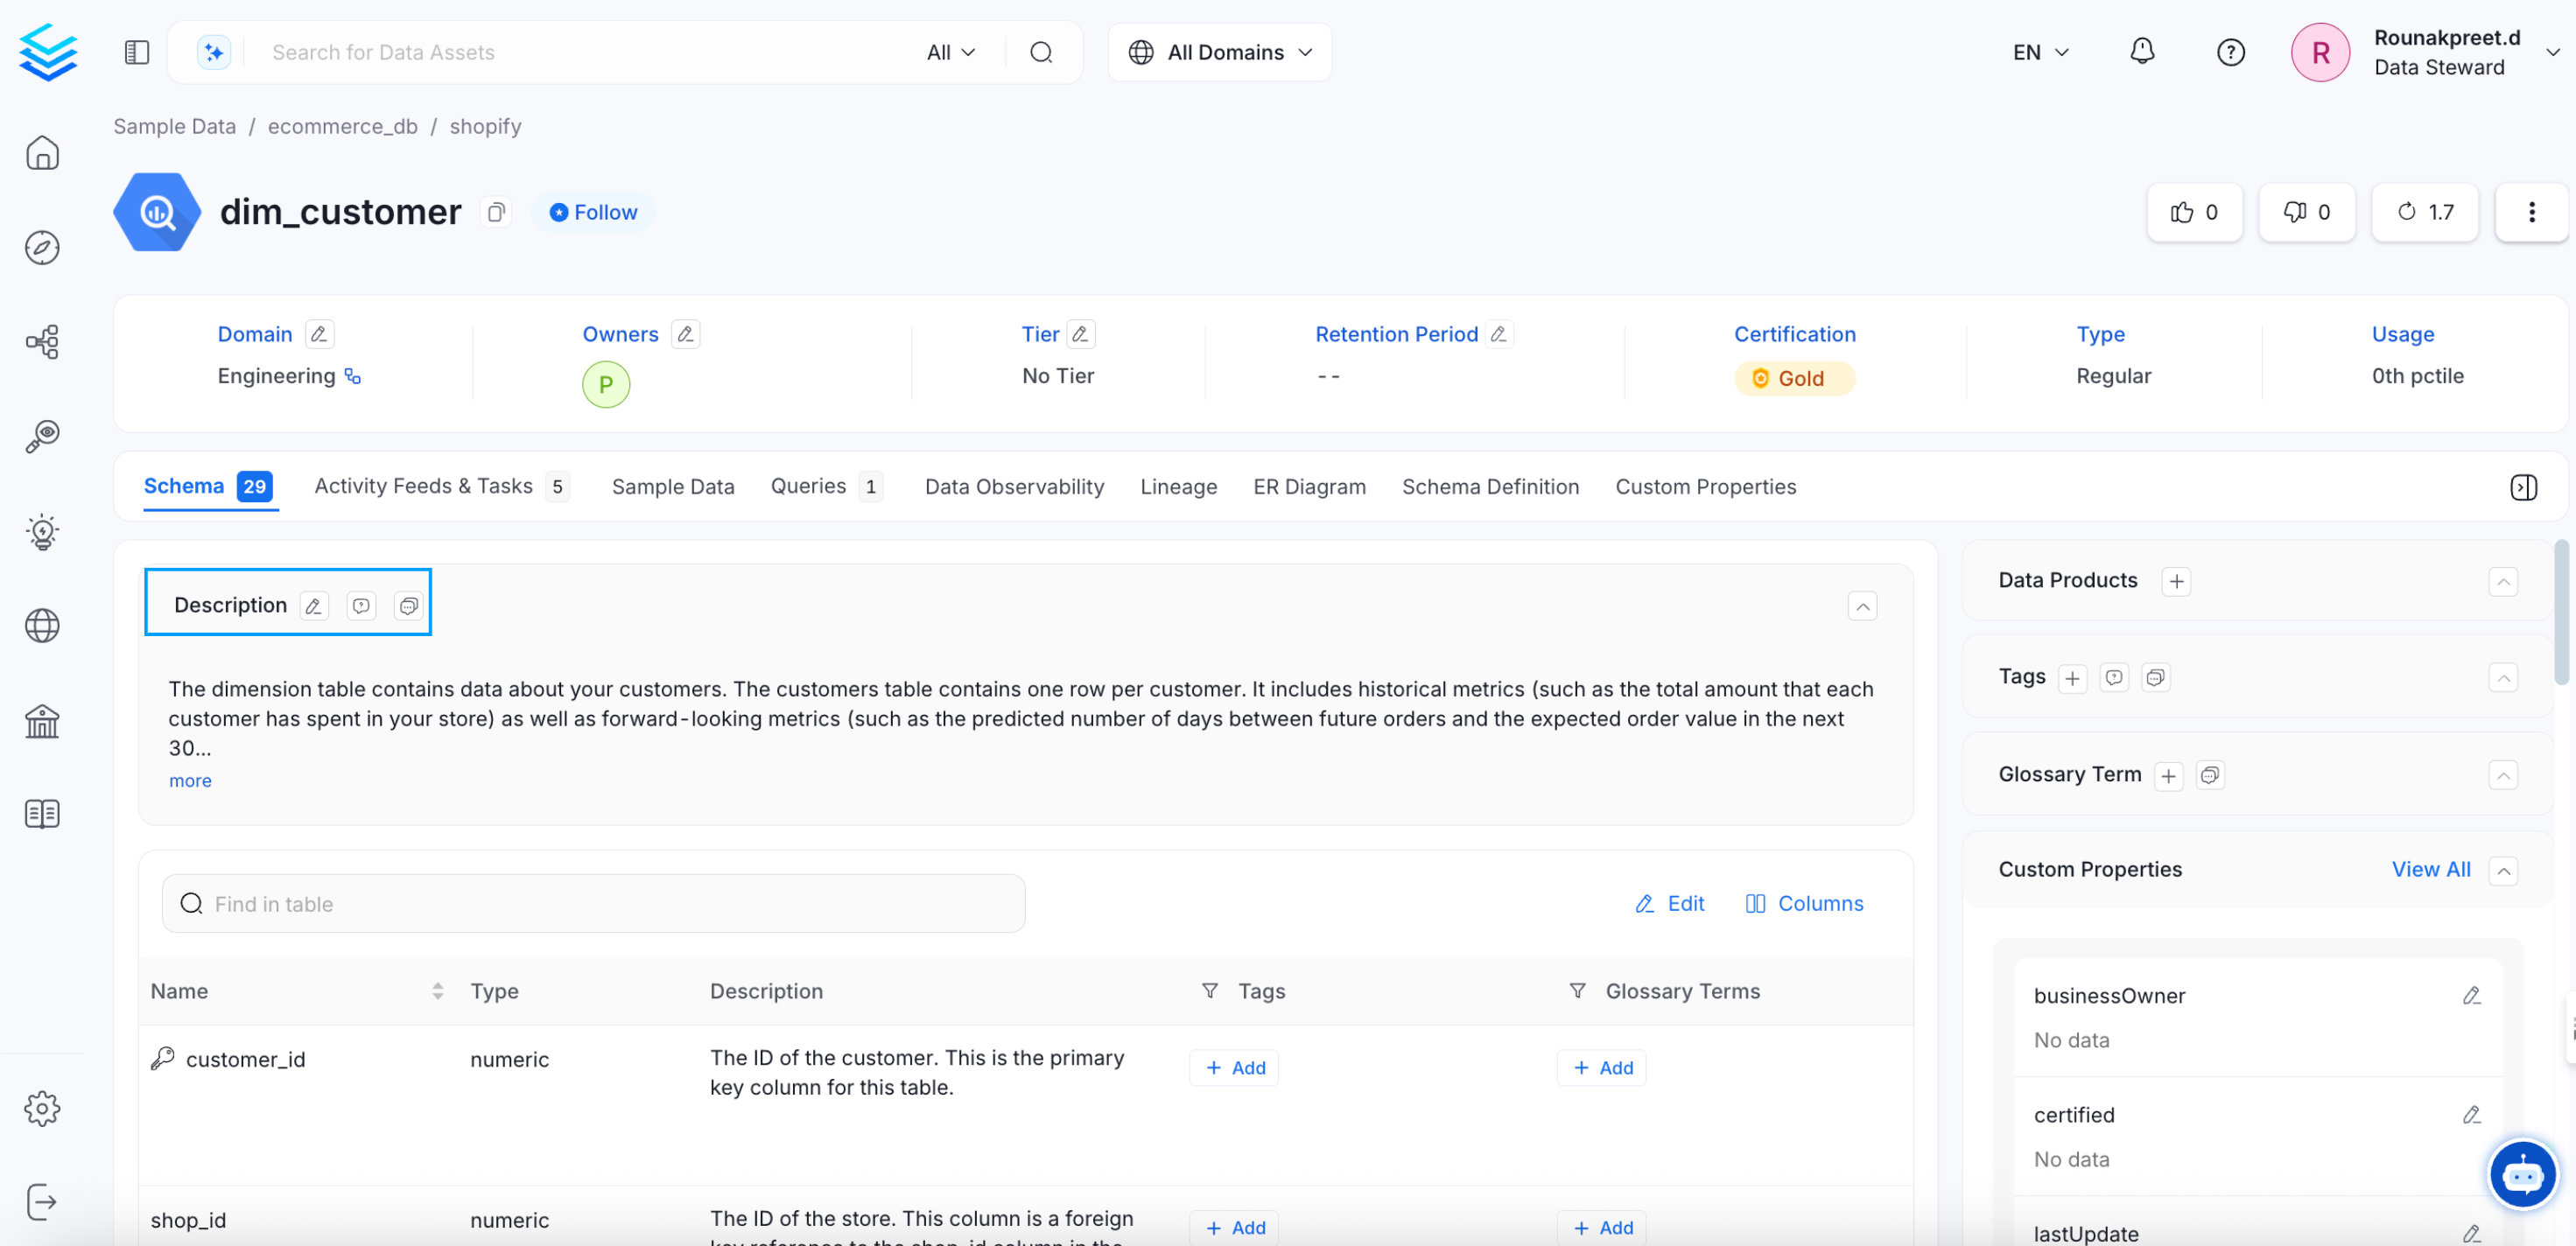 Search for Data Assets
All
All Domains
EN
R
Rounakpreet.d
Data Steward
Sample Data / ecommerce_db / shopify
dim_customer
Follow
0
0
1.7
Domain
Engineering
Owners
P
Tier
No Tier
Retention Period
--
Certification
Gold
Type
Regular
Usage
0th pctile
Schema 29
Activity Feeds & Tasks 5
Sample Data
Queries 1
Data Observability
Lineage
ER Diagram
Schema Definition
Custom Properties
Description
The dimension table contains data about your customers. The customers table contains one row per customer. It includes historical metrics (such as the total amount that each
customer has spent in your store) as well as forward-looking metrics (such as the predicted number of days between future orders and the expected order value in the next
30...
more
Find in table
Edit
Columns
Name
Type
Description
Tags
Glossary Terms
customer_id
numeric
The ID of the customer. This is the primary
key column for this table.
+ Add
+ Add
shop_id
numeric
The ID of the store. This column is a foreign
key reference to the shop_id column in the
+ Add
+ Add
Data Products
Tags
Glossary Term
Custom Properties
View All
businessOwner
No data
certified
No data
lastUpdate